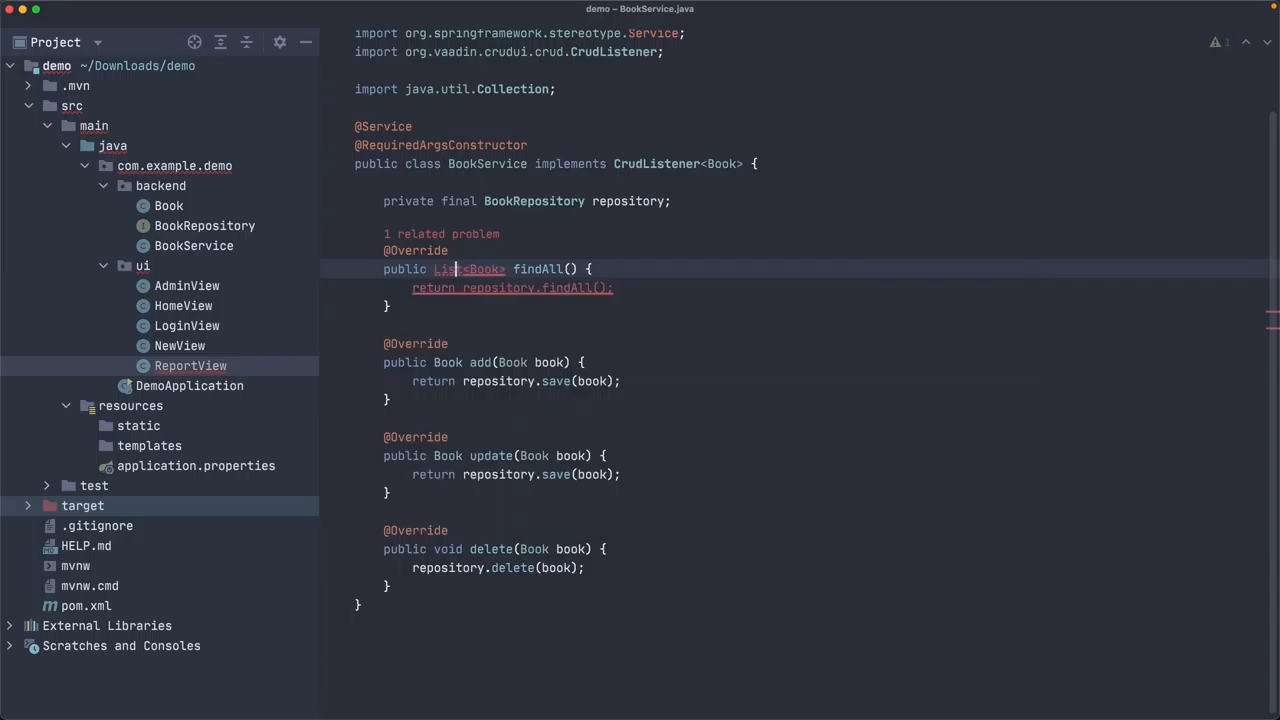 demo – BookService.java
Project
demo ~/Downloads/demo
.mvn
src
main
java
com.example.demo
backend
Book
BookRepository
BookService
ui
AdminView
HomeView
LoginView
NewView
ReportView
DemoApplication
resources
static
templates
application.properties
test
target
.gitignore
HELP.md
mvnw
mvnw.cmd
pom.xml
External Libraries
Scratches and Consoles
import org.springframework.stereotype.Service;
import org.vaadin.crudui.crud.CrudListener;
import java.util.Collection;
@Service
@RequiredArgsConstructor
public class BookService implements CrudListener<Book> {
private final BookRepository repository;
1 related problem
@Override
public List<Book> findAll() {
return repository.findAll();
}
@Override
public Book add(Book book) {
return repository.save(book);
}
@Override
public Book update(Book book) {
return repository.save(book);
}
@Override
public void delete(Book book) {
repository.delete(book);
}
}
1